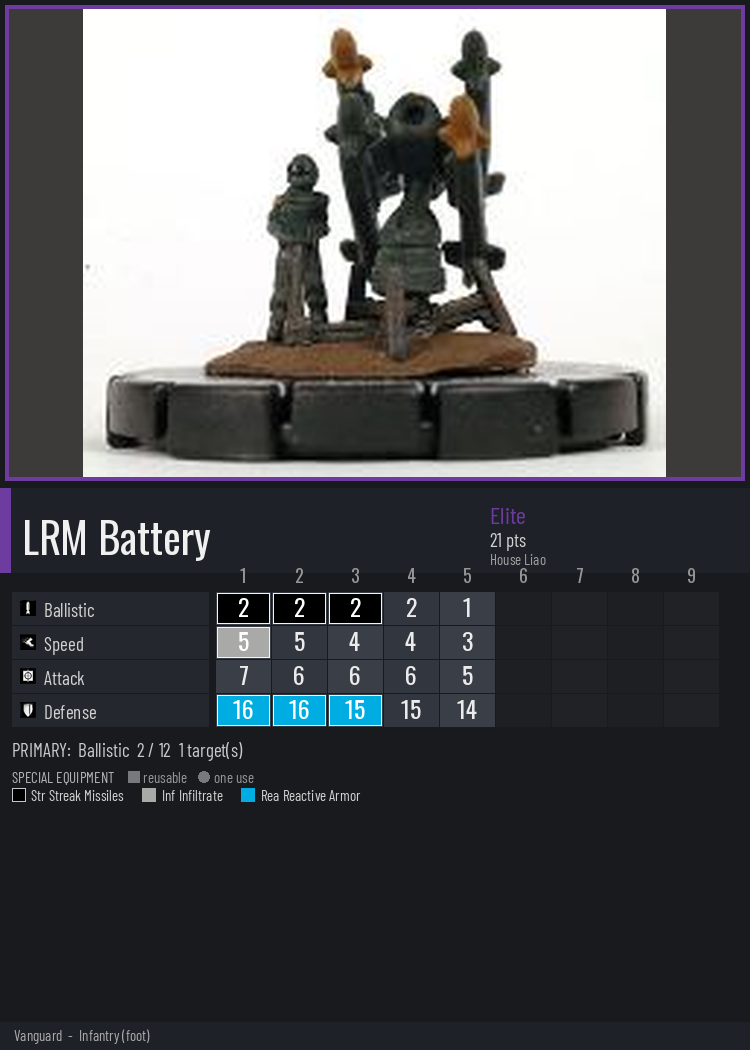 LRM Battery
Elite
21 pts
House Liao
1 2 3 4 5 6 7 8 9
Ballistic 2 2 2 2 1
Speed 5 5 4 4 3
Attack 7 6 6 6 5
Defense 16 16 15 15 14
PRIMARY: Ballistic 2 / 12 1 target(s)
SPECIAL EQUIPMENT reusable one use
Str Streak Missiles Inf Infiltrate Rea Reactive Armor
Vanguard - Infantry (foot)